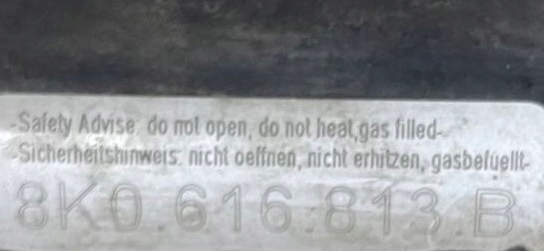 -Safety Advise: do not open, do not heat,gas filled-
-Sicherheitshinweis: nicht oeffnen, nicht erhitzen, gasbefuellt-
8K0.616.813.B